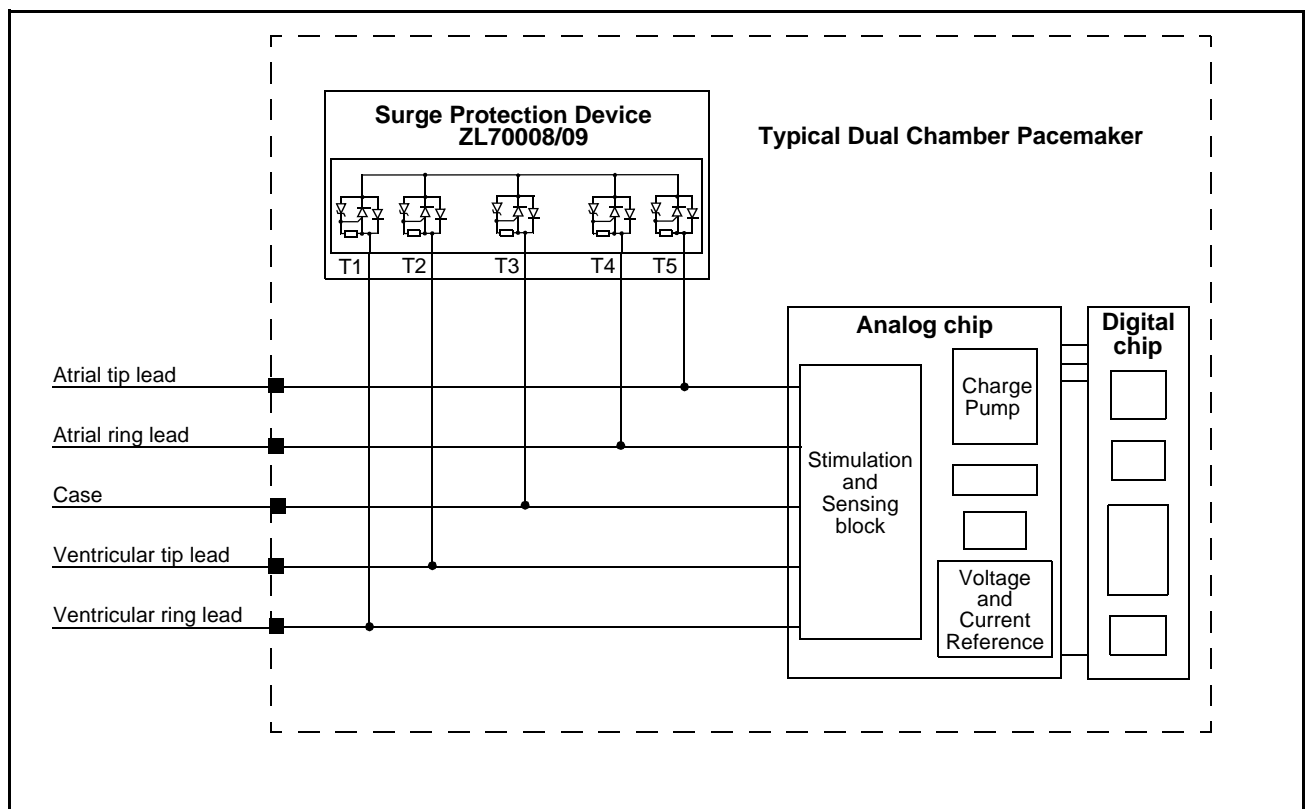 Surge Protection Device
ZL70008/09
Typical Dual Chamber Pacemaker
T1 T2 T3 T4 T5
Analog chip
Digital
chip
Charge
Pump
Stimulation
and
Sensing
block
Voltage
and
Current
Reference
Atrial tip lead
Atrial ring lead
Case
Ventricular tip lead
Ventricular ring lead